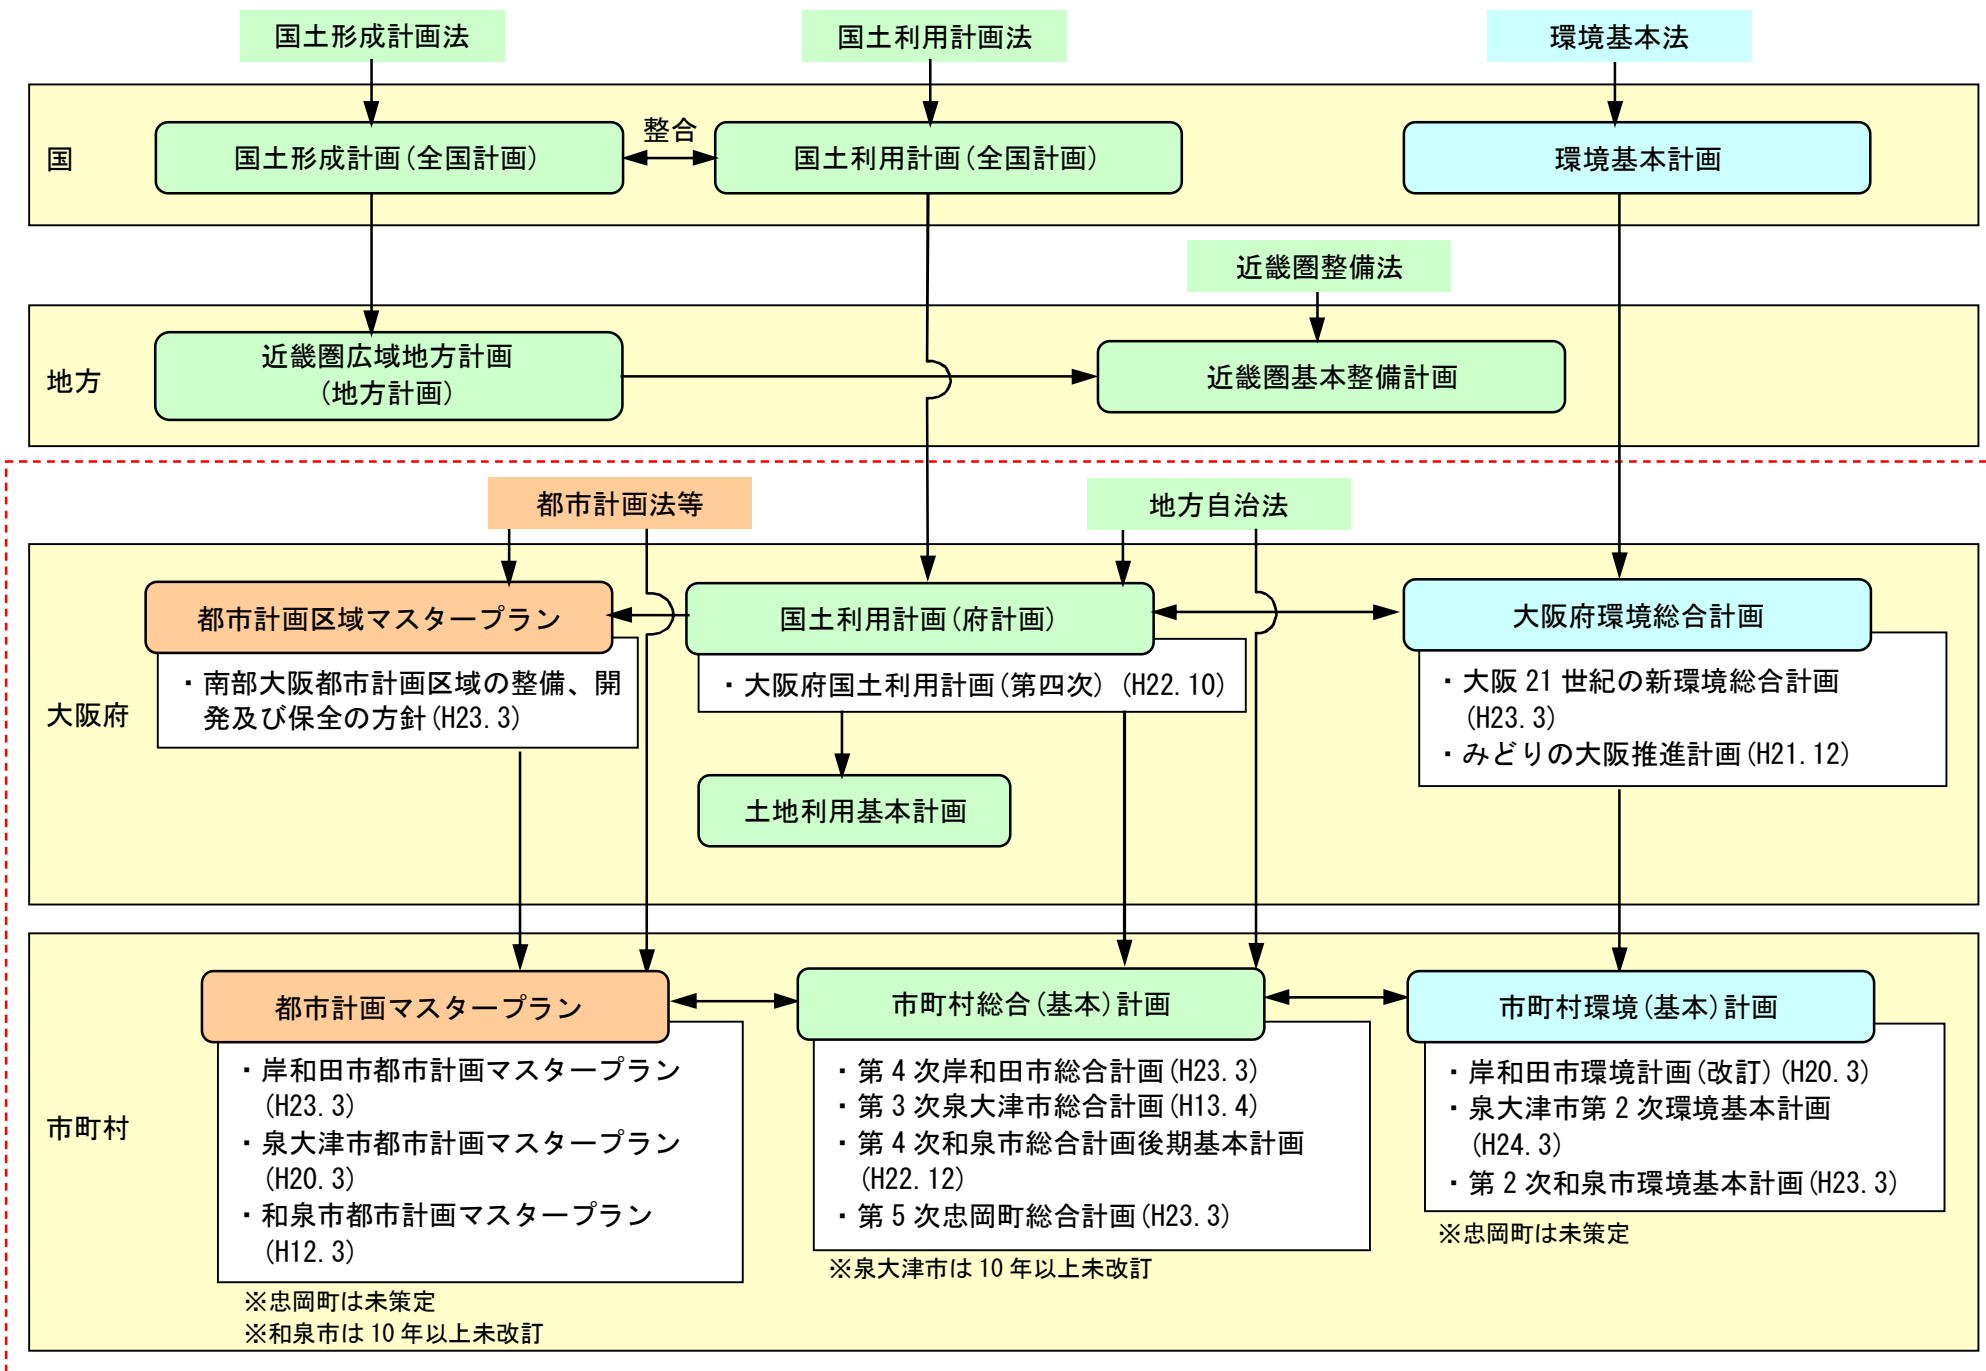 国土形成計画法
国土利用計画法
環境基本法
国
国土形成計画(全国計画)
整合
国土利用計画(全国計画)
環境基本計画
近畿圏整備法
地方
近畿圏広域地方計画
(地方計画)
近畿圏基本整備計画
都市計画法等
地方自治法
大阪府
都市計画区域マスタープラン
・南部大阪都市計画区域の整備、開
発及び保全の方針(H23.3)
国土利用計画(府計画)
・大阪府国土利用計画(第四次)(H22.10)
土地利用基本計画
大阪府環境総合計画
・大阪21世紀の新環境総合計画
(H23.3)
・みどりの大阪推進計画(H21.12)
市町村
都市計画マスタープラン
・岸和田市都市計画マスタープラン
(H23.3)
・泉大津市都市計画マスタープラン
(H20.3)
・和泉市都市計画マスタープラン
(H12.3)
※忠岡町は未策定
※和泉市は10年以上未改訂
市町村総合(基本)計画
・第4次岸和田市総合計画(H23.3)
・第3次泉大津市総合計画(H13.4)
・第4次和泉市総合計画後期基本計画
(H22.12)
・第5次忠岡町総合計画(H23.3)
※泉大津市は10年以上未改訂
市町村環境(基本)計画
・岸和田市環境計画(改訂)(H20.3)
・泉大津市第2次環境基本計画
(H24.3)
・第2次和泉市環境基本計画(H23.3)
※忠岡町は未策定